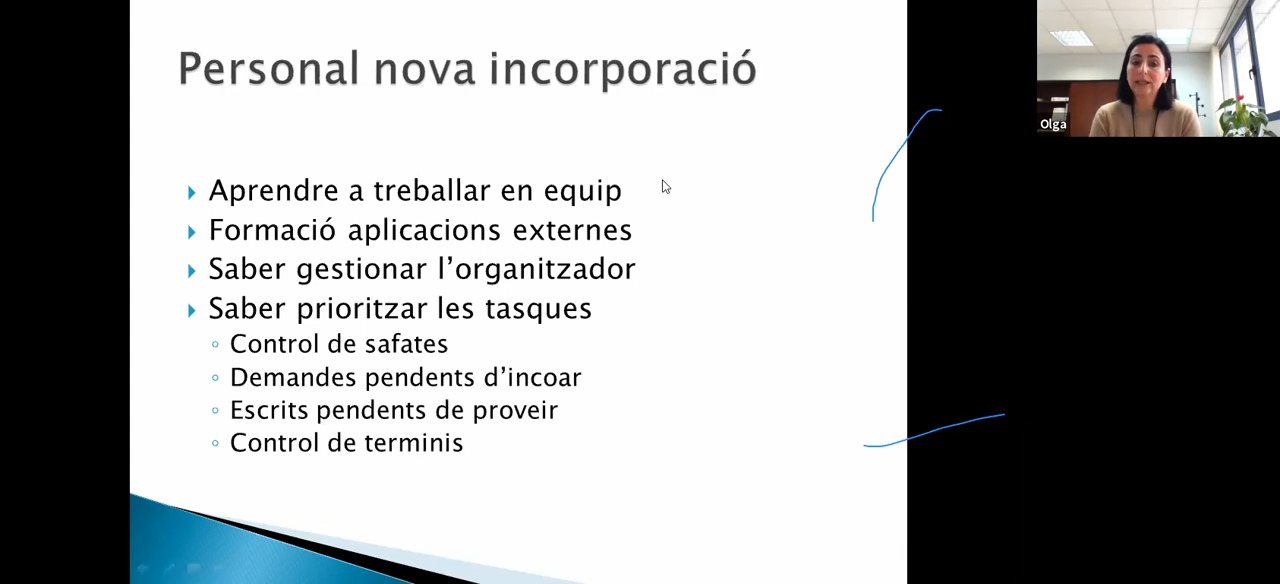 Personal nova incorporació
Olga
Aprendre a treballar en equip
Formació aplicacions externes
Saber gestionar l’organitzador
Saber prioritzar les tasques
Control de safates
Demandes pendents d’incoar
Escrits pendents de proveir
Control de terminis